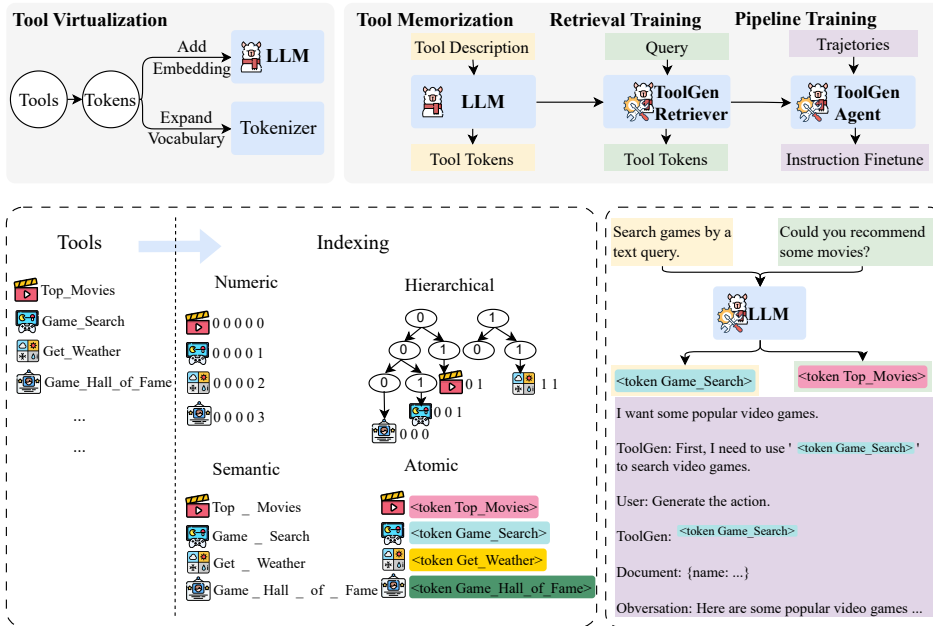 Tool Virtualization
Tools
Tokens
Add
Embedding
Expand
Vocabulary
LLM
Tokenizer
Tool Memorization
Retrieval Training
Pipeline Training
Tool Description
Query
Trajetories
LLM
ToolGen
Retriever
ToolGen
Agent
Tool Tokens
Tool Tokens
Instruction Finetune
Tools
Indexing
Top_Movies
Game_Search
Get_Weather
Game_Hall_of_Fame
...
...
Numeric
0 0 0 0 0
0 0 0 0 1
0 0 0 0 2
0 0 0 0 3
Hierarchical
0
1
0
1
0
1
0
1
0 1
1 1
0 0 1
0 0 0
Semantic
Top _ Movies
Game _ Search
Get _ Weather
Game _ Hall _ of _ Fame
Atomic
<token Top_Movies>
<token Game_Search>
<token Get_Weather>
<token Game_Hall_of_Fame>
Search games by a
text query.
Could you recommend
some movies?
LLM
<token Game_Search>
<token Top_Movies>
I want some popular video games.
ToolGen: First, I need to use ' <token Game_Search> '
to search video games.
User: Generate the action.
ToolGen: <token Game_Search>
Document: {name: ...}
Obversation: Here are some popular video games ...